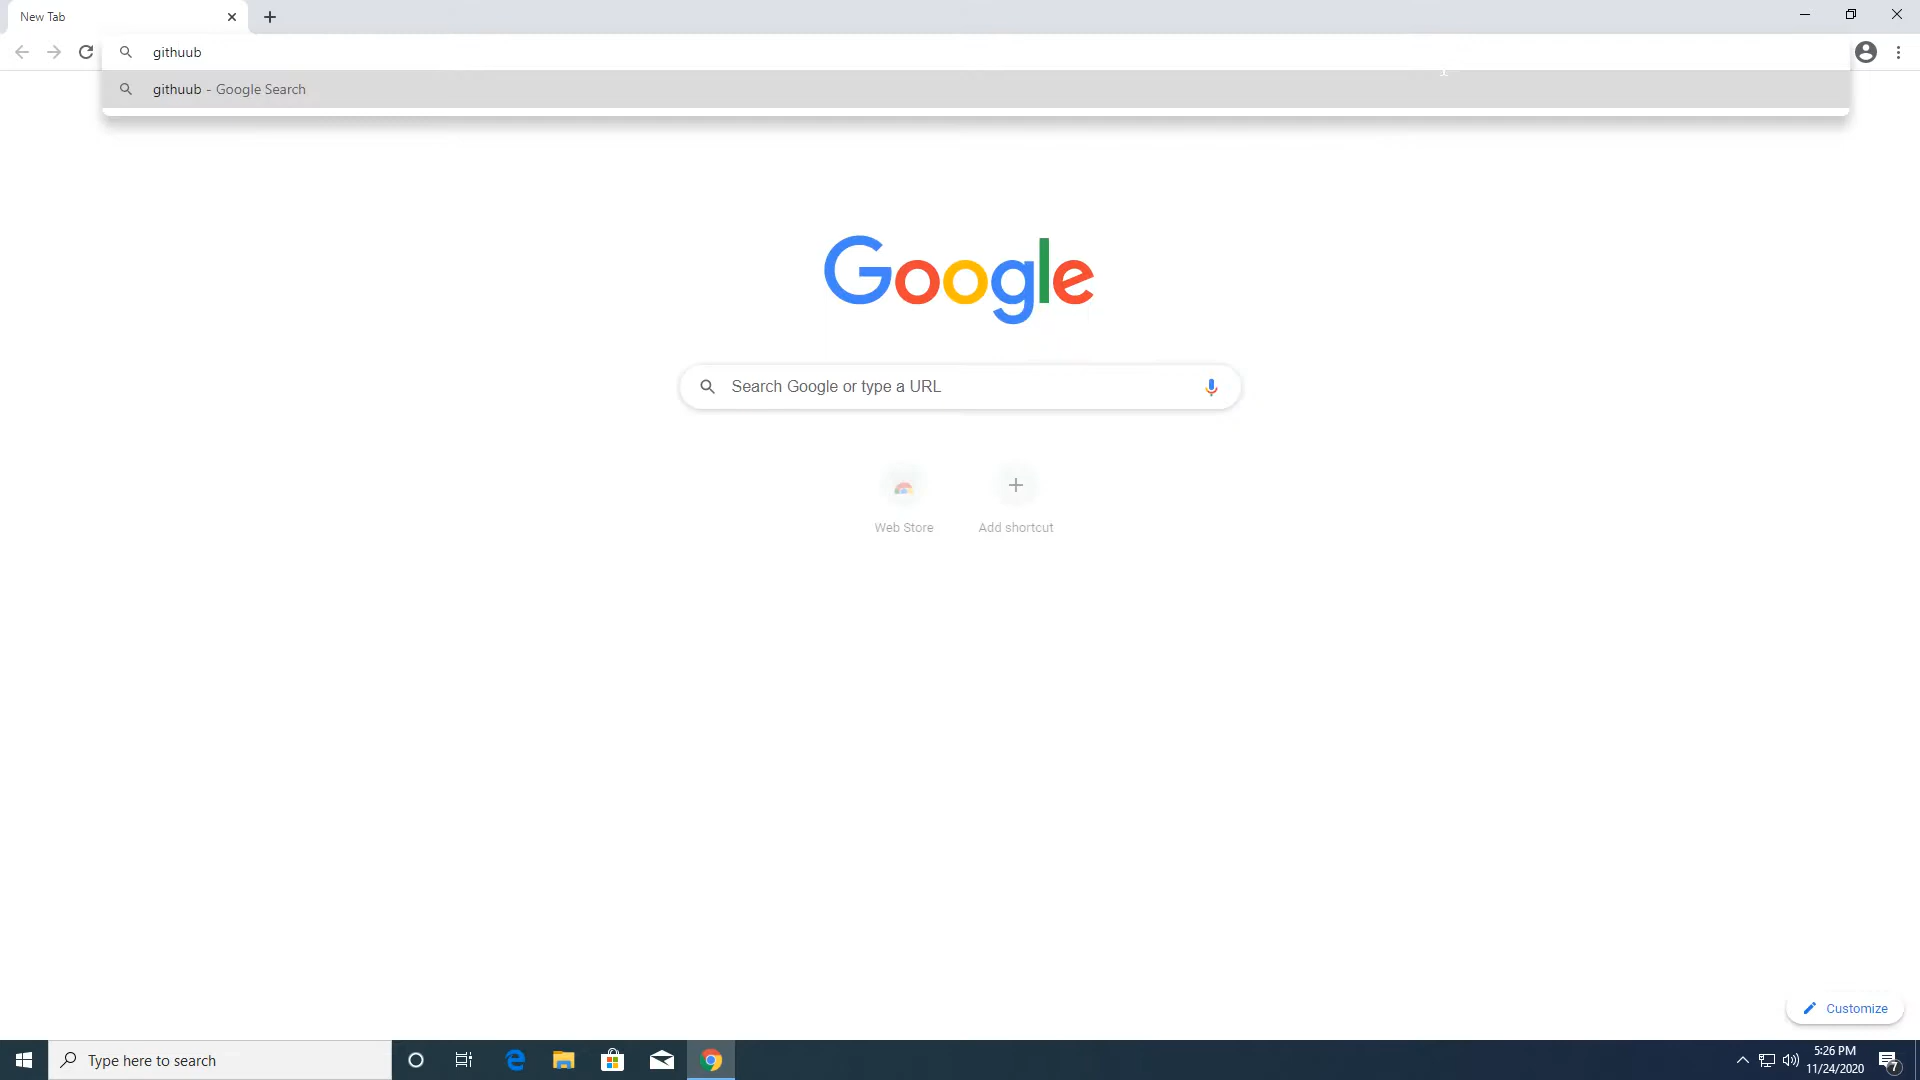 New Tab
githuub
githuub - Google Search
Google
Search Google or type a URL
Web Store
Add shortcut
Customize
Type here to search
5:26 PM
11/24/2020
7